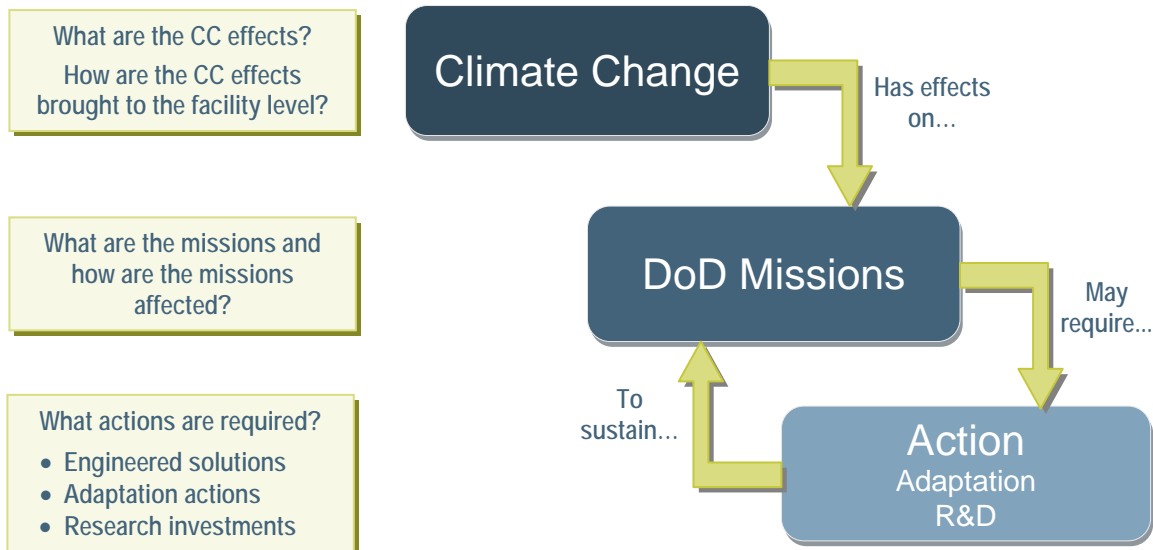 What are the CC effects?
How are the CC effects
brought to the facility level?
Climate Change
Has effects
on...
What are the missions and
how are the missions
affected?
DoD Missions
May
require...
What actions are required?
• Engineered solutions
• Adaptation actions
• Research investments
To
sustain...
Action
Adaptation
R&D